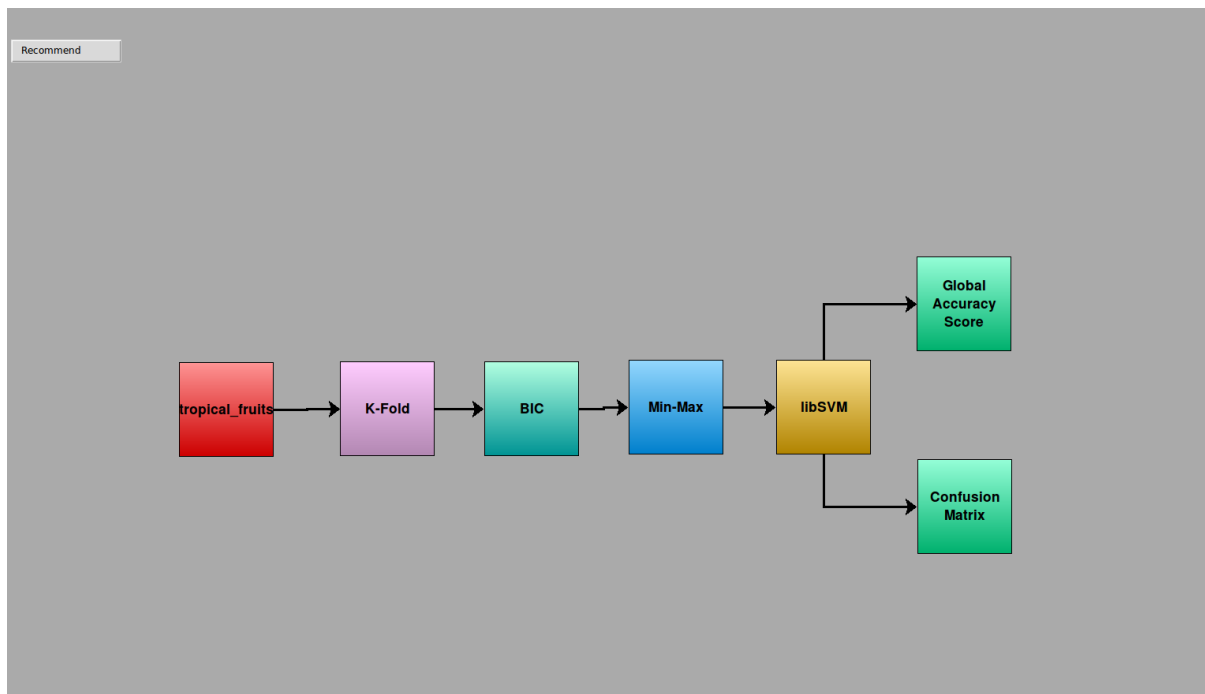 Recommend
tropical_fruits
K-Fold
BIC
Min-Max
libSVM
Global
Accuracy
Score
Confusion
Matrix